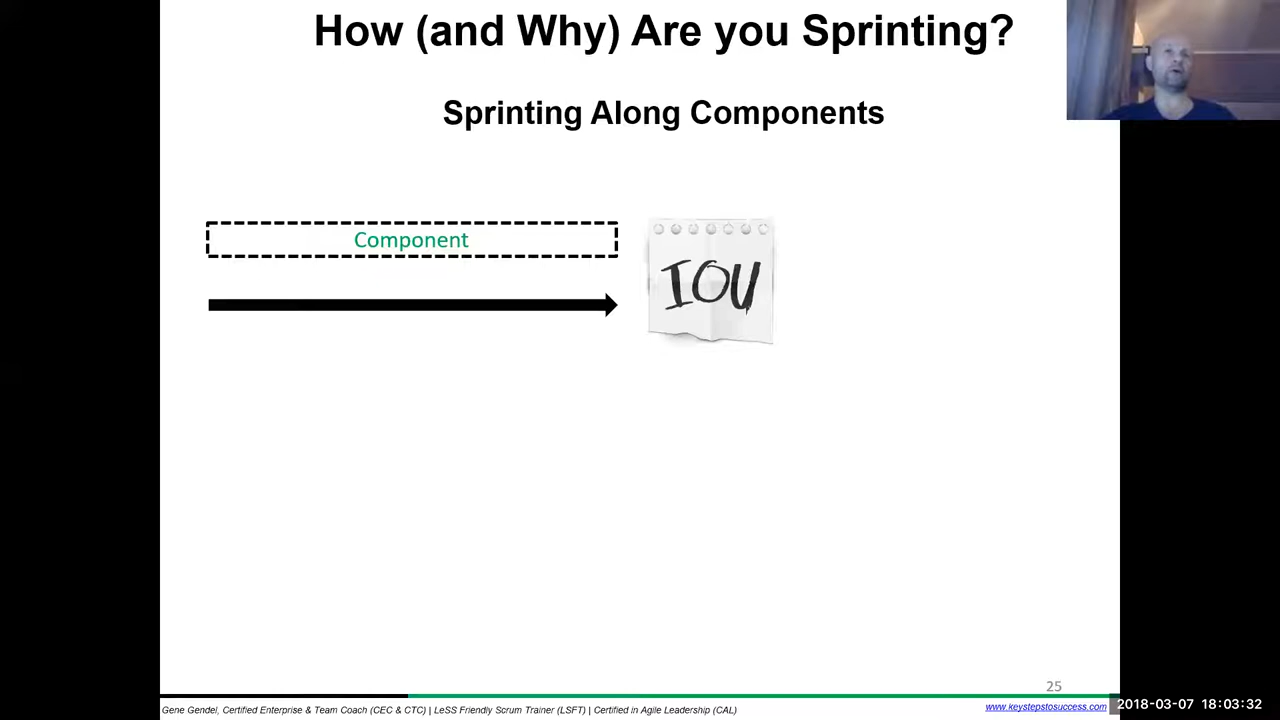 How (and Why) Are you Sprinting?
Sprinting Along Components
Component
IOU
25
Gene Gendel, Certified Enterprise & Team Coach (CEC & CTC) | LeSS Friendly Scrum Trainer (LSFT) | Certified in Agile Leadership (CAL)
www.keystepstosuccess.com
2018-03-07 18:03:32